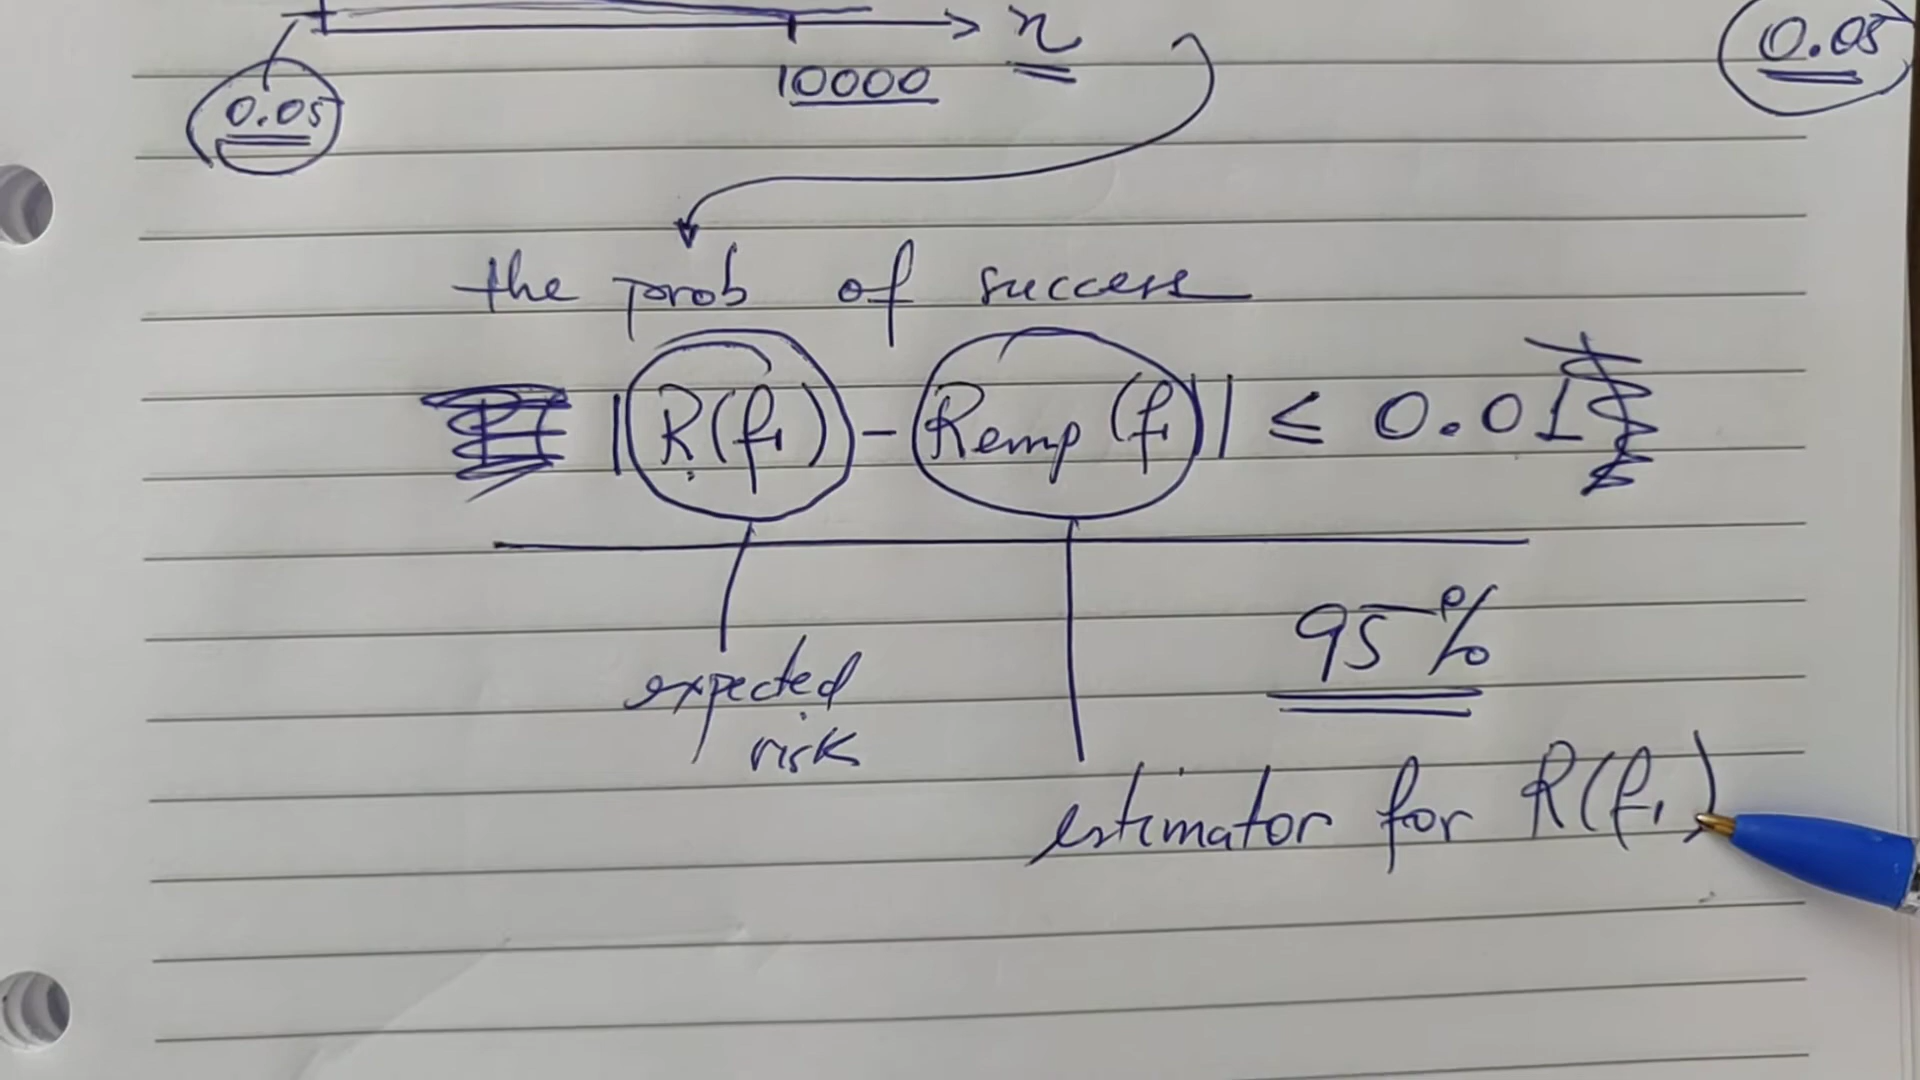 n
0.05
10000
0.05
the prob of success
|R(f₁) - Remp (f₁)| ≤ 0.01
95%
expected
risk
estimator for R(f₁)